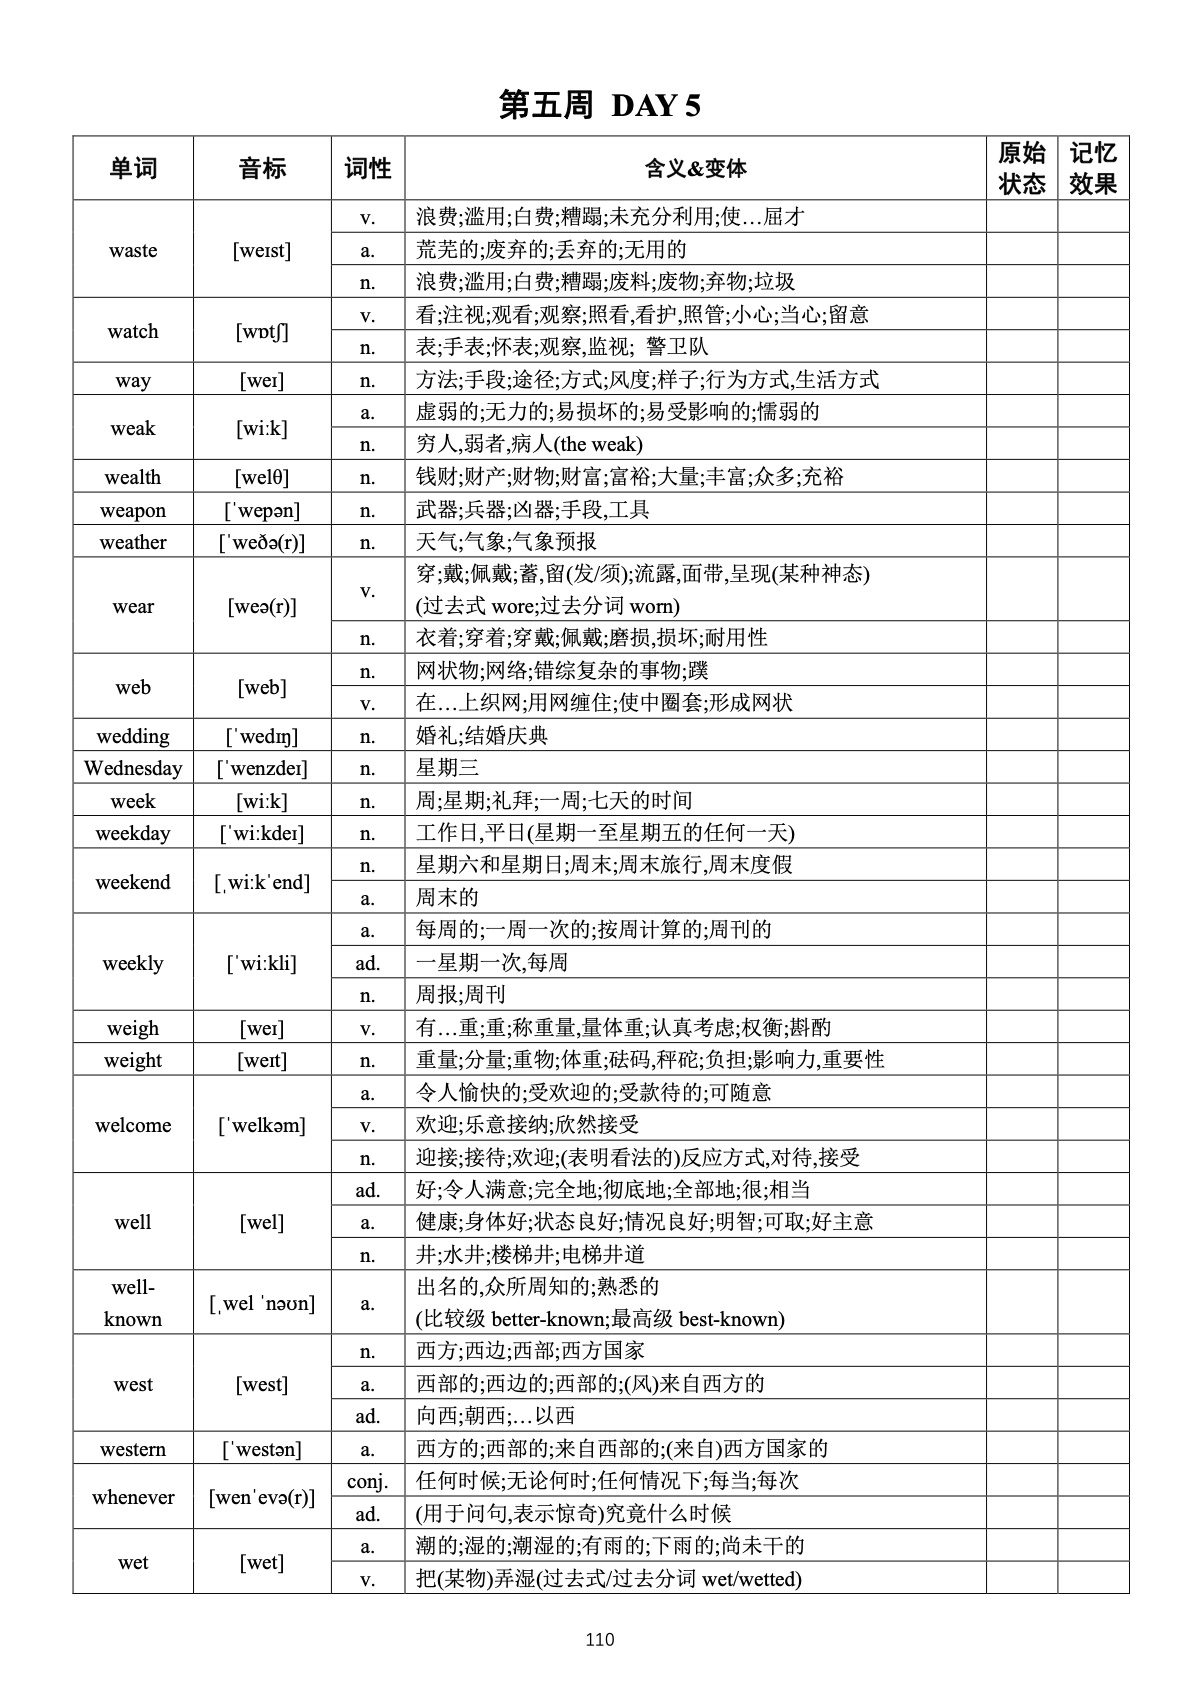 第五周 DAY 5
单词 音标 词性 含义&变体 原始状态 记忆效果
waste [weɪst] v. 浪费;滥用;白费;糟蹋;未充分利用;使…屈才
a. 荒芜的;废弃的;丢弃的;无用的
n. 浪费;滥用;白费;糟蹋;废料;废物;弃物;垃圾
watch [wɒtʃ] v. 看;注视;观看;观察;照看,看护,照管;小心;当心;留意
n. 表;手表;怀表;观察,监视; 警卫队
way [weɪ] n. 方法;手段;途径;方式;风度;样子;行为方式,生活方式
weak [wiːk] a. 虚弱的;无力的;易损坏的;易受影响的;懦弱的
n. 穷人,弱者,病人(the weak)
wealth [welθ] n. 钱财;财产;财物;财富;富裕;大量;丰富;众多;充裕
weapon [ˈwepən] n. 武器;兵器;凶器;手段,工具
weather [ˈweðə(r)] n. 天气;气象;气象预报
wear [weə(r)] v. 穿;戴;佩戴;蓄,留(发/须);流露,面带,呈现(某种神态)
(过去式 wore;过去分词 worn)
n. 衣着;穿着;穿戴;佩戴;磨损,损坏;耐用性
web [web] n. 网状物;网络;错综复杂的事物;蹼
v. 在…上织网;用网缠住;使中圈套;形成网状
wedding [ˈwedɪŋ] n. 婚礼;结婚庆典
Wednesday [ˈwenzdeɪ] n. 星期三
week [wiːk] n. 周;星期;礼拜;一周;七天的时间
weekday [ˈwiːkdeɪ] n. 工作日,平日(星期一至星期五的任何一天)
weekend [ˌwiːkˈend] n. 星期六和星期日;周末;周末旅行,周末度假
a. 周末的
weekly [ˈwiːkli] a. 每周的;一周一次的;按周计算的;周刊的
ad. 一星期一次,每周
n. 周报;周刊
weigh [weɪ] v. 有…重;重;称重量,量体重;认真考虑;权衡;斟酌
weight [weɪt] n. 重量;分量;重物;体重;砝码,秤砣;负担;影响力,重要性
welcome [ˈwelkəm] a. 令人愉快的;受欢迎的;受款待的;可随意
v. 欢迎;乐意接纳;欣然接受
n. 迎接;接待;欢迎;(表明看法的)反应方式,对待,接受
well [wel] ad. 好;令人满意;完全地;彻底地;全部地;很;相当
a. 健康;身体好;状态良好;情况良好;明智;可取;好主意
n. 井;水井;楼梯井;电梯井道
well-known [ˌwel ˈnəʊn] a. 出名的,众所周知的;熟悉的
(比较级 better-known;最高级 best-known)
west [west] n. 西方;西边;西部;西方国家
a. 西部的;西边的;西部的;(风)来自西方的
ad. 向西;朝西;…以西
western [ˈwestən] a. 西方的;西部的;来自西部的;(来自)西方国家的
whenever [wenˈevə(r)] conj. 任何时候;无论何时;任何情况下;每当;每次
ad. (用于问句,表示惊奇)究竟什么时候
wet [wet] a. 潮的;湿的;潮湿的;有雨的;下雨的;尚未干的
v. 把(某物)弄湿(过去式/过去分词 wet/wetted)
110